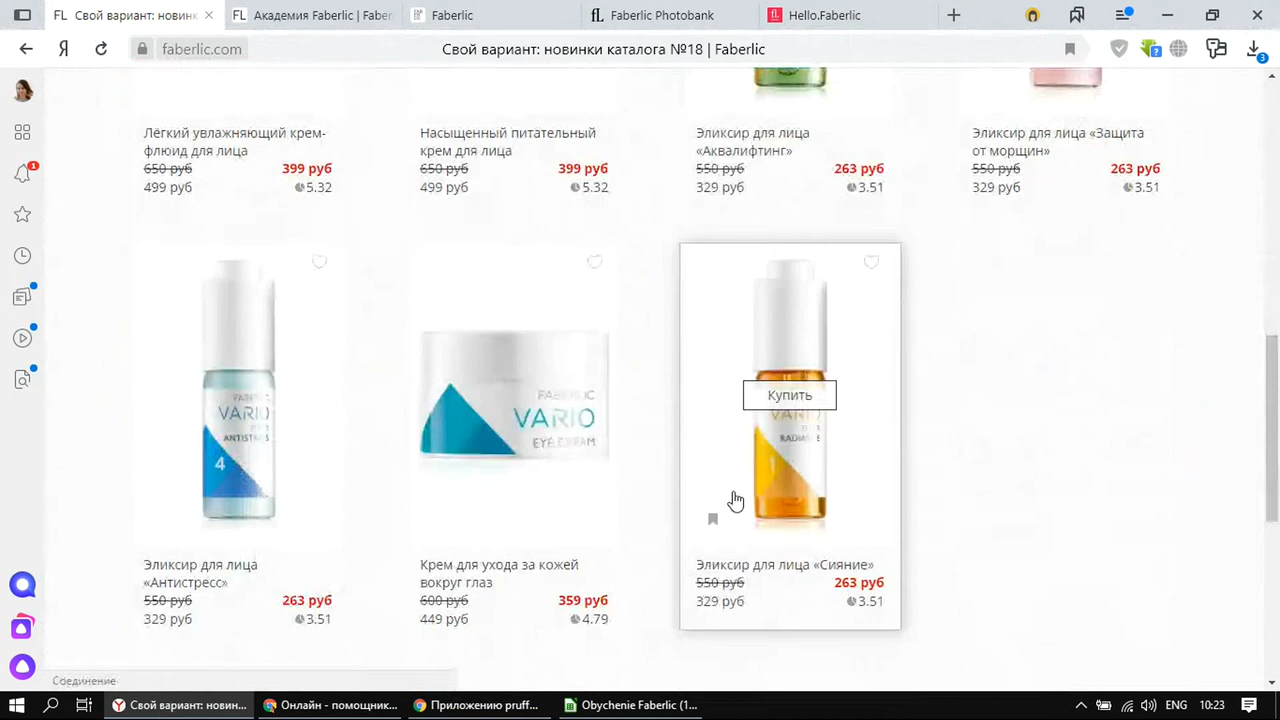 FL Свой вариант: новинк
FL Академия Faberlic | Faber
Faberlic
Faberlic Photobank
Hello.Faberlic
faberlic.com
Свой вариант: новинки каталога №18 | Faberlic
3
1
Лёгкий увлажняющий крем-
флюид для лица
650 руб 399 руб
499 руб 5.32
Насыщенный питательный
крем для лица
650 руб 399 руб
499 руб 5.32
Эликсир для лица
«Аквалифтинг»
550 руб 263 руб
329 руб 3.51
Эликсир для лица «Защита
от морщин»
550 руб 263 руб
329 руб 3.51
FABERLIC
VARIO
ANTISTRESS
4
Эликсир для лица
«Антистресс»
550 руб 263 руб
329 руб 3.51
FABERLIC
VARIO
EYE CREAM
Крем для ухода за кожей
вокруг глаз
600 руб 359 руб
449 руб 4.79
Купить
VARIO
RADIANCE
Эликсир для лица «Сияние»
550 руб 263 руб
329 руб 3.51
Соединение
Свой вариант: новин...
Онлайн - помощник...
Приложению pruff...
Obychenie Faberlic (1...
ENG
10:23